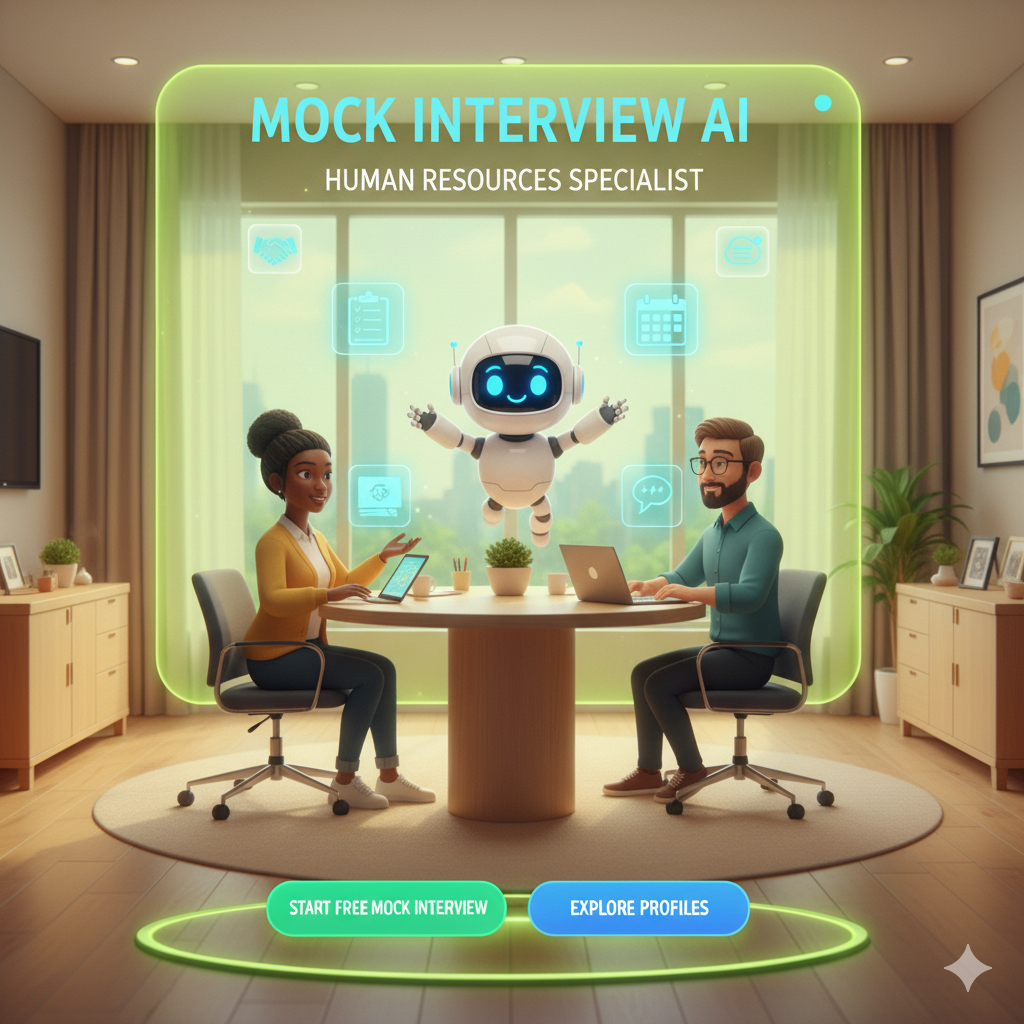 MOCK INTERVIEW AI
HUMAN RESOURCES SPECIALIST
START FREE MOCK INTERVIEW
EXPLORE PROFILES